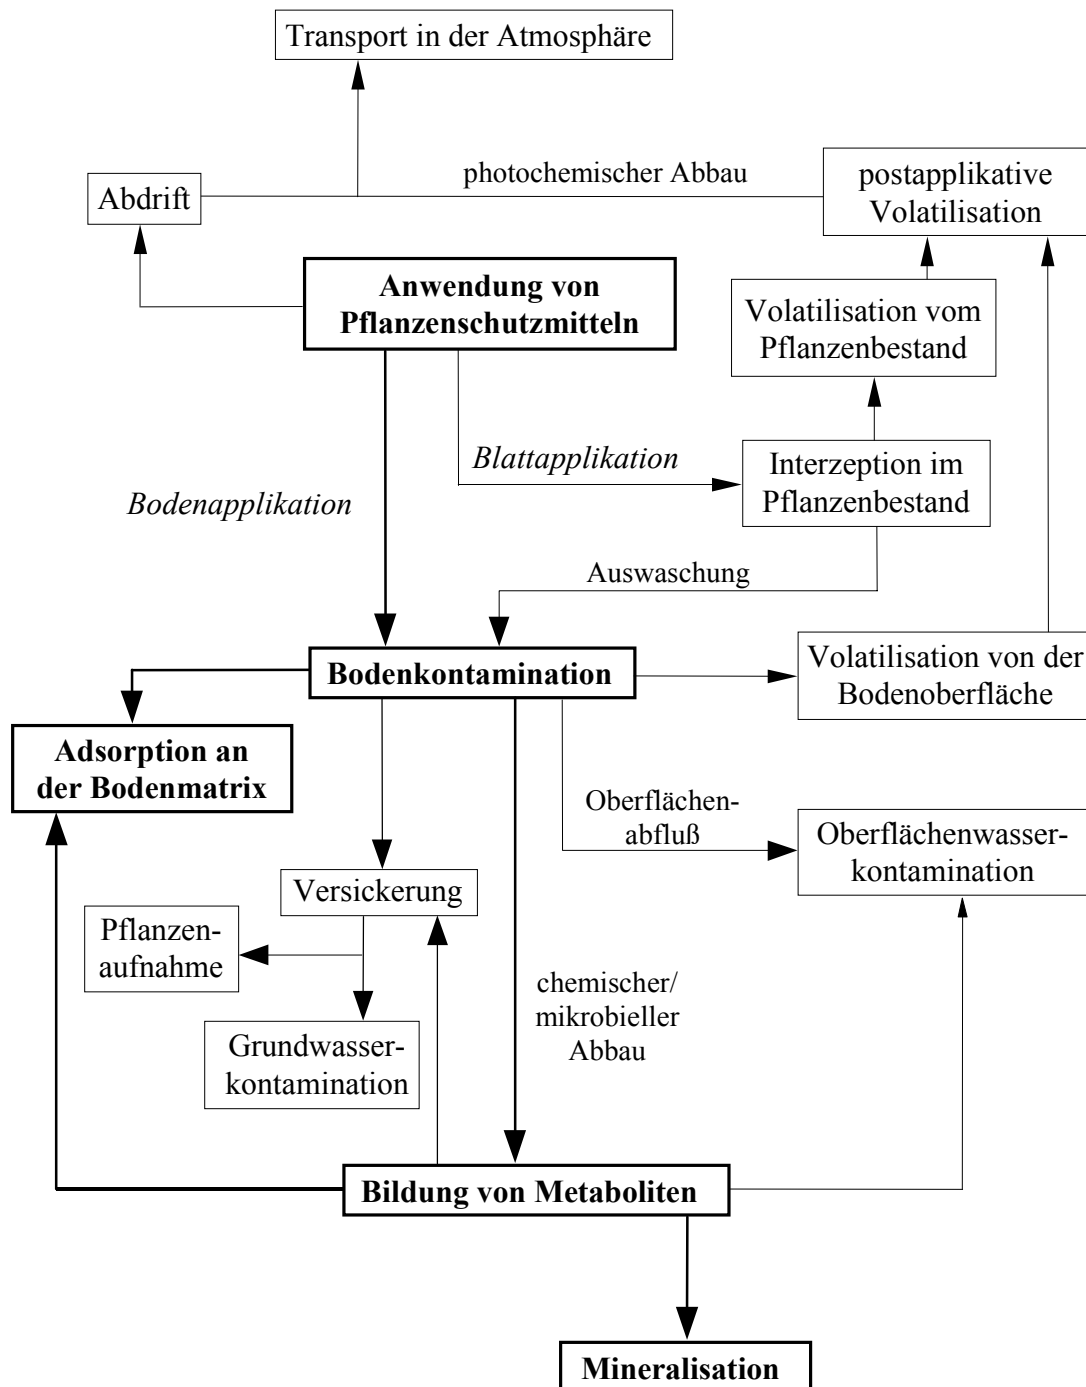 Transport in der Atmosphäre
photochemischer Abbau
postapplikative
Volatilisation
Abdrift
Anwendung von
Pflanzenschutzmitteln
Volatilisation vom
Pflanzenbestand
Blattapplikation
Interzeption im
Pflanzenbestand
Bodenapplikation
Auswaschung
Bodenkontamination
Volatilisation von der
Bodenoberfläche
Adsorption an
der Bodenmatrix
Oberflächen-
abfluß
Oberflächenwasser-
kontamination
Versickerung
Pflanzen-
aufnahme
chemischer/
mikrobieller
Abbau
Grundwasser-
kontamination
Bildung von Metaboliten
Mineralisation